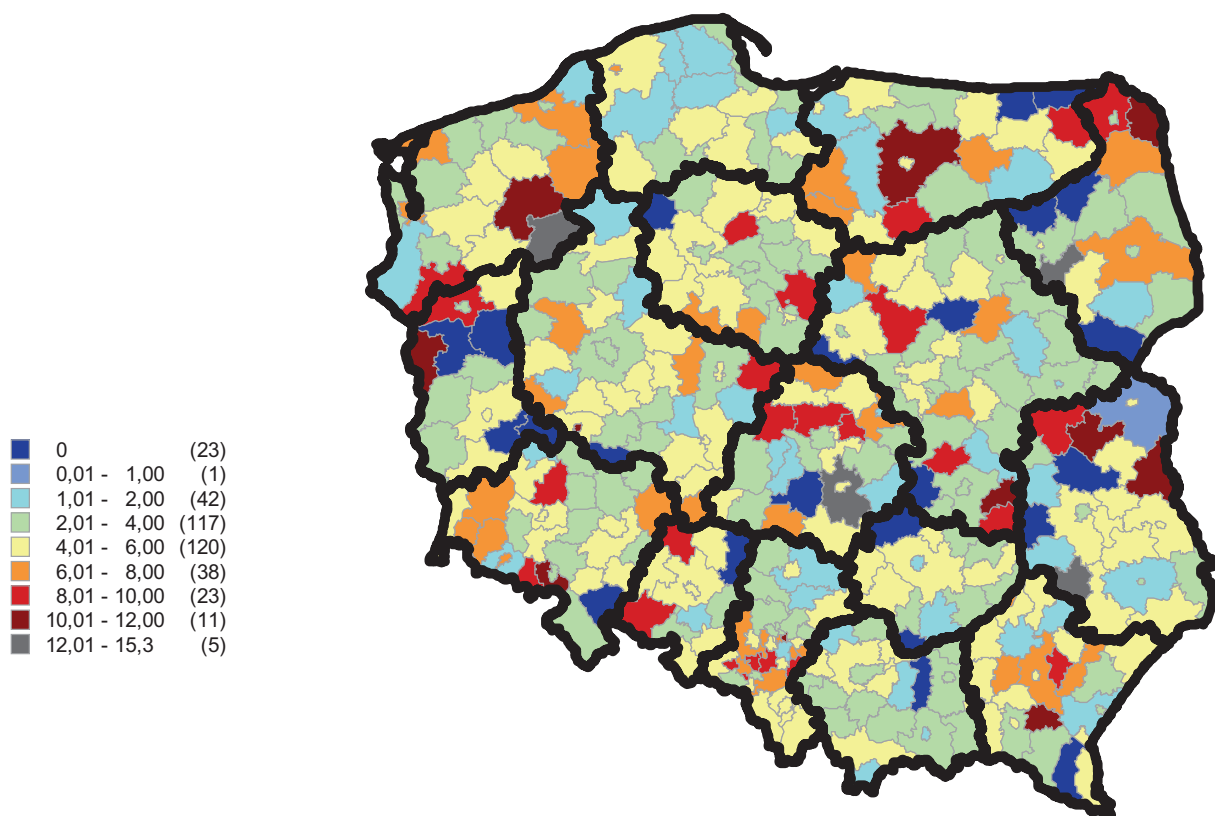 0 (23)
0,01 - 1,00 (1)
1,01 - 2,00 (42)
2,01 - 4,00 (117)
4,01 - 6,00 (120)
6,01 - 8,00 (38)
8,01 - 10,00 (23)
10,01 - 12,00 (11)
12,01 - 15,3 (5)